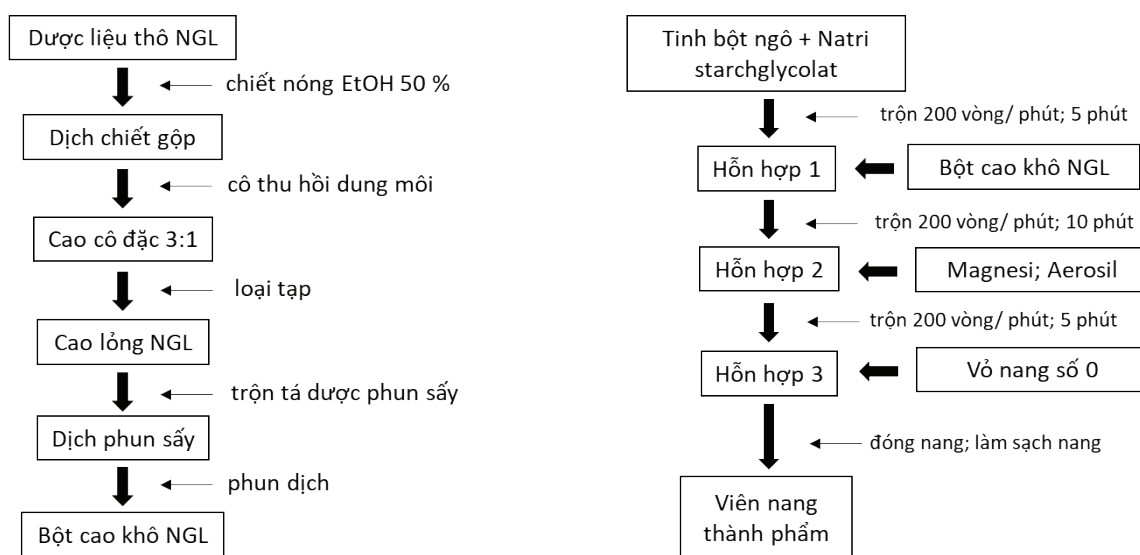 Dược liệu thô NGL
chiết nóng EtOH 50 %
Dịch chiết gộp
cô thu hồi dung môi
Cao cô đặc 3:1
loại tạp
Cao lỏng NGL
trộn tá dược phun sấy
Dịch phun sấy
phun dịch
Bột cao khô NGL
Tinh bột ngô + Natri
starchglycolat
trộn 200 vòng/ phút; 5 phút
Hỗn hợp 1
Bột cao khô NGL
trộn 200 vòng/ phút; 10 phút
Hỗn hợp 2
Magnesi; Aerosil
trộn 200 vòng/ phút; 5 phút
Hỗn hợp 3
Vỏ nang số 0
đóng nang; làm sạch nang
Viên nang
thành phẩm